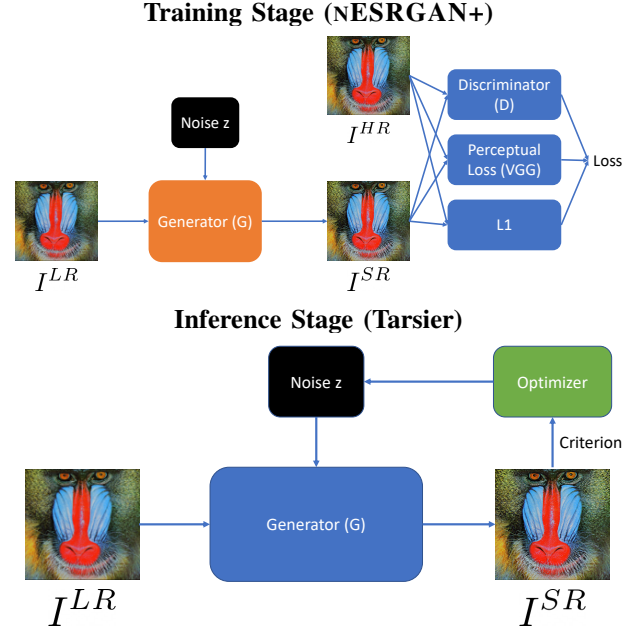 Training Stage (NESRGAN+)
Noise z
I^{HR}
Discriminator
(D)
Perceptual
Loss (VGG)
Loss
Generator (G)
L1
I^{LR}
I^{SR}
Inference Stage (Tarsier)
Noise z
Optimizer
Criterion
Generator (G)
I^{LR}
I^{SR}